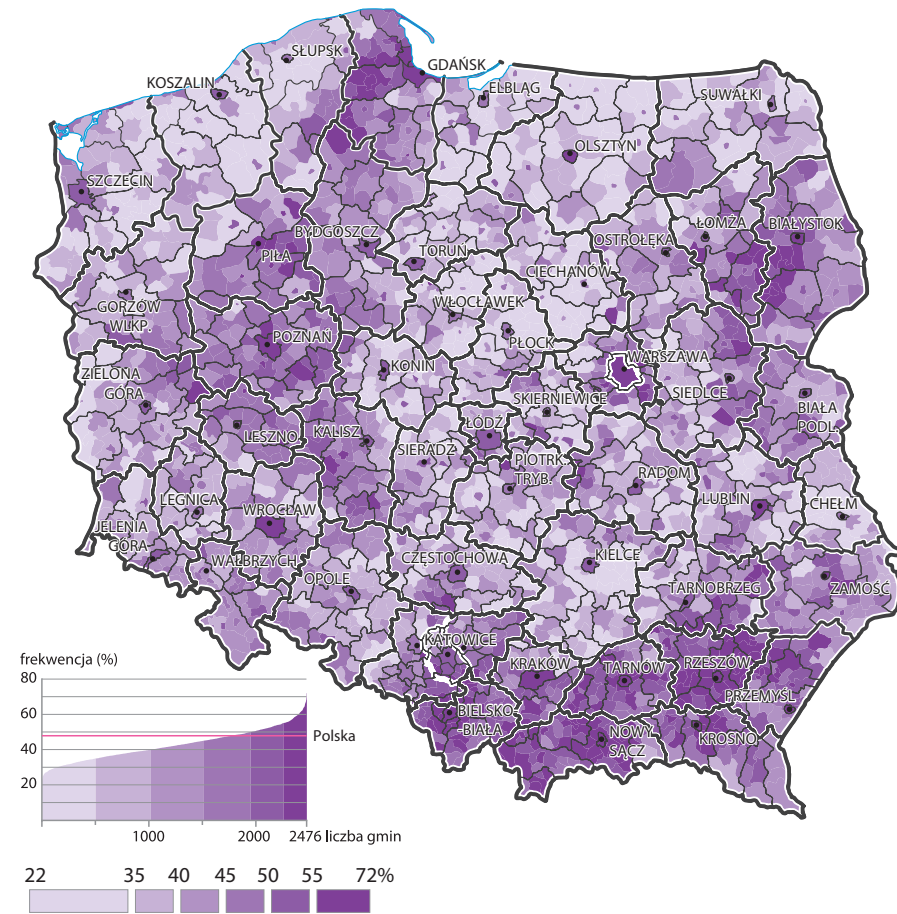 SŁUPSK
GDAŃSK
KOSZALIN
ELBLĄG
SUWAŁKI
OLSZTYN
SZCZECIN
BYDGOSZCZ
ŁOMŻA
BIAŁYSTOK
OSTROŁĘKA
PIŁA
TORUŃ
CIECHANÓW
GORZÓW
WLKP.
WŁOCŁAWEK
POZNAŃ
PŁOCK
WARSZAWA
ZIELONA
GÓRA
KONIN
SKIERNIEWICE
SIEDLCE
BIAŁA
PODL.
LESZNO
KALISZ
ŁÓDŹ
SIERADZ
PIOTRK.
TRYB.
RADOM
LEGNICA
WROCŁAW
LUBLIN
CHEŁM
JELENIA
GÓRA
WAŁBRZYCH
CZĘSTOCHOWA
KIELCE
OPOLE
TARNOBRZEG
ZAMOŚĆ
KATOWICE
KRAKÓW
TARNÓW
RZESZÓW
PRZEMYŚL
BIELSKO-
-BIAŁA
NOWY
SĄCZ
KROSNO
frekwencja (%)
80
60
40
20
Polska
1000
2000
2476 liczba gmin
22 35 40 45 50 55 72%